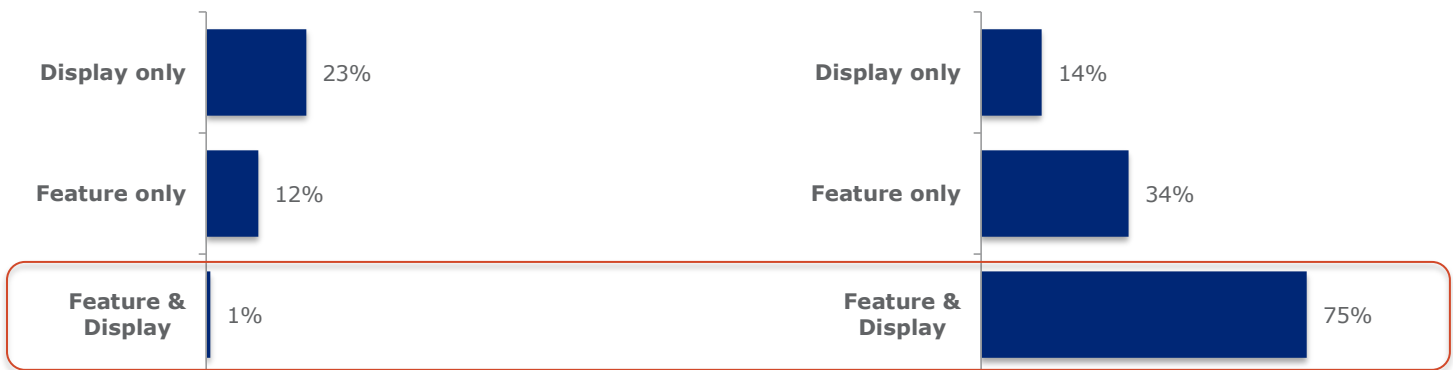 Display only 23%
Feature only 12%
Feature &
Display 1%
Display only 14%
Feature only 34%
Feature &
Display 75%